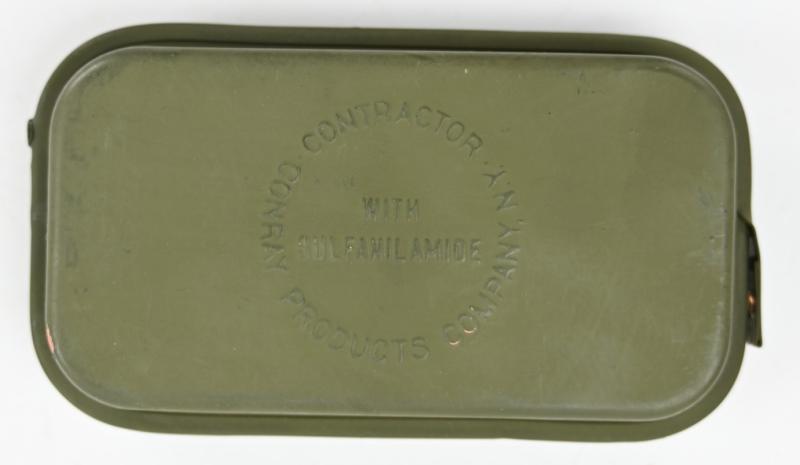 CONTRACTOR
CONRAY PRODUCTS COMPANY, N.Y.
WITH
SULFANILAMIDE